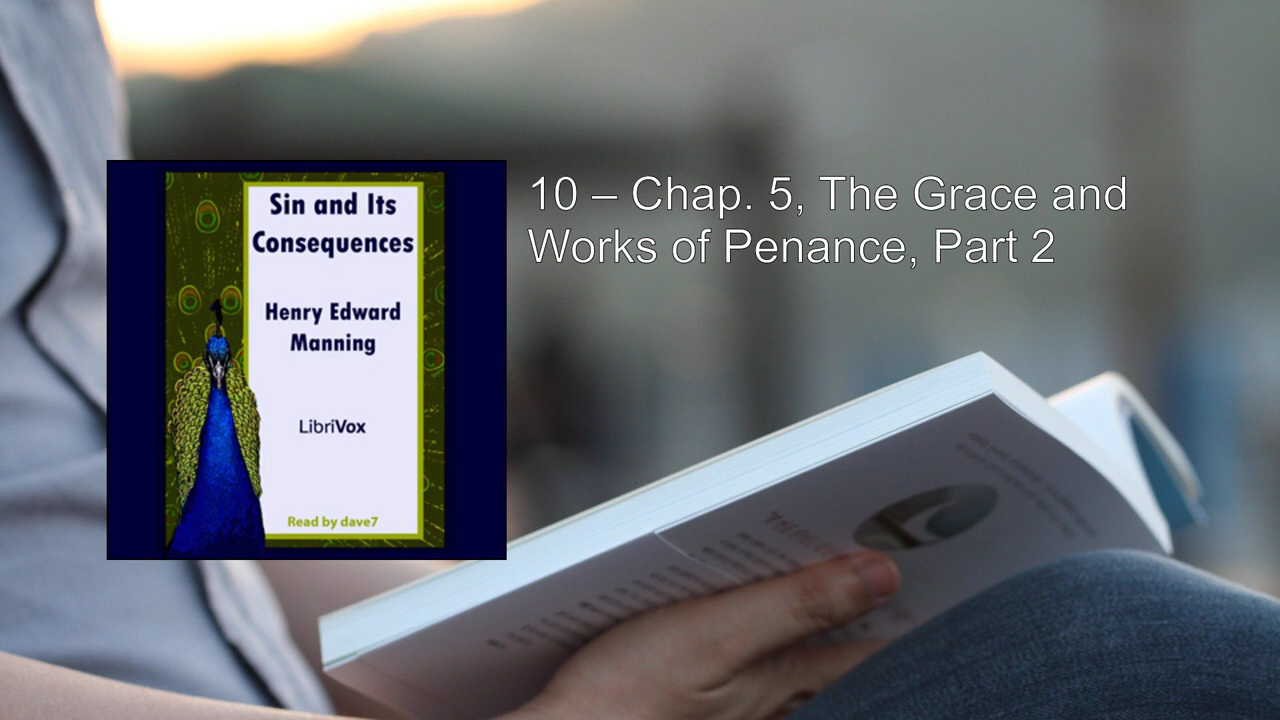 Sin and Its
Consequences
Henry Edward
Manning
LibriVox
Read by dave7
10 – Chap. 5, The Grace and
Works of Penance, Part 2